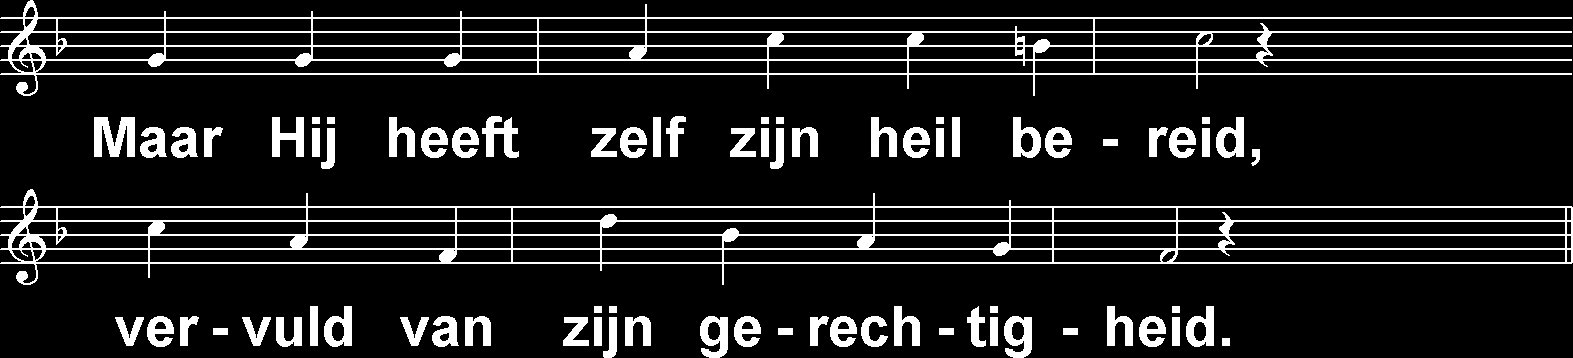 Maar Hij heeft zelf zijn heil be - reid,
ver - vuld van zijn ge - rech - tig - heid.